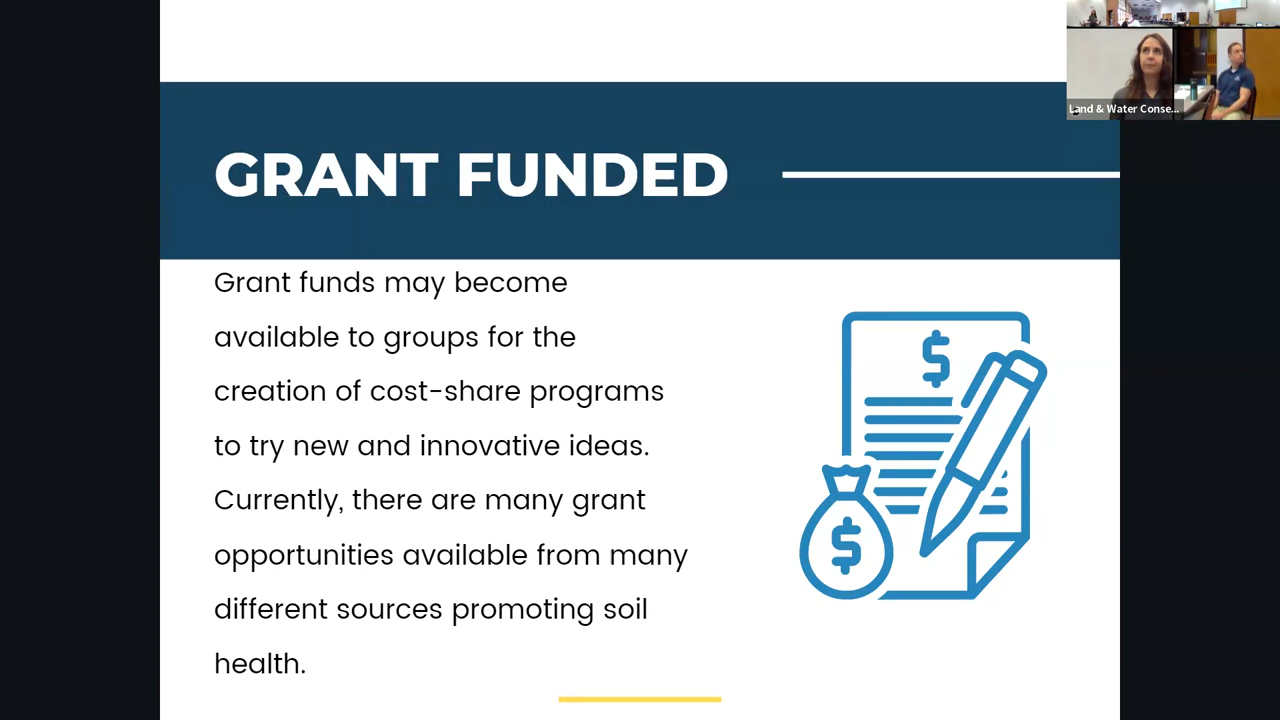 GRANT FUNDED
Grant funds may become
available to groups for the
creation of cost-share programs
to try new and innovative ideas.
Currently, there are many grant
opportunities available from many
different sources promoting soil
health.
$
$
Land & Water Conse...